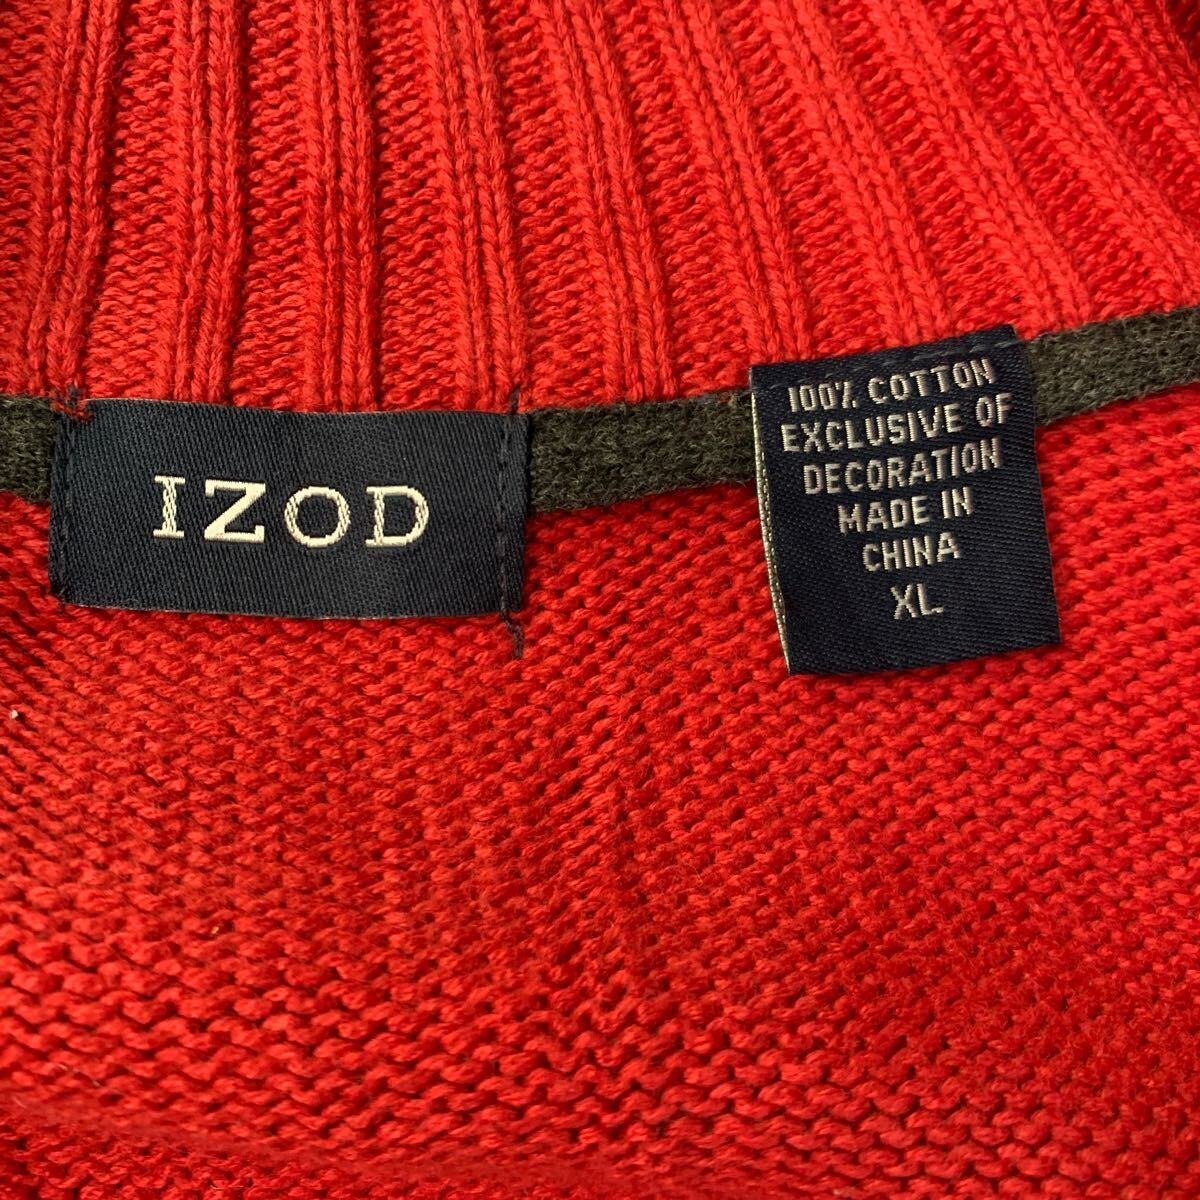 IZOD
100% COTTON
EXCLUSIVE OF
DECORATION
MADE IN
CHINA
XL